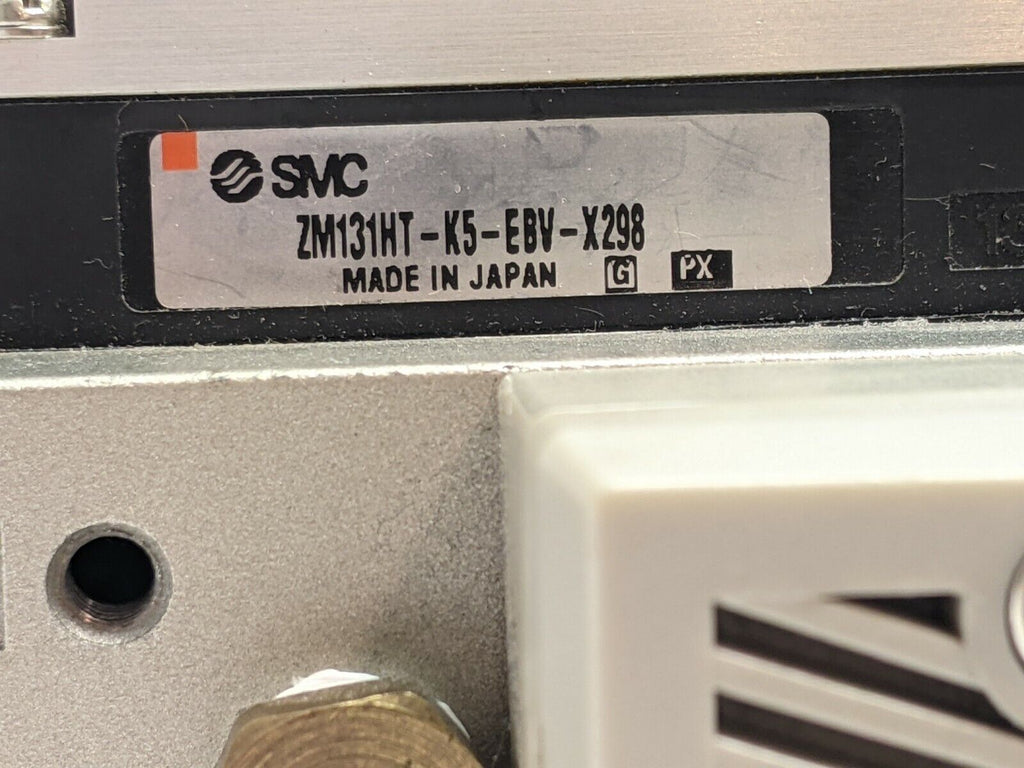 SMC
ZM131HT-K5-EBV-X298
MADE IN JAPAN G PX